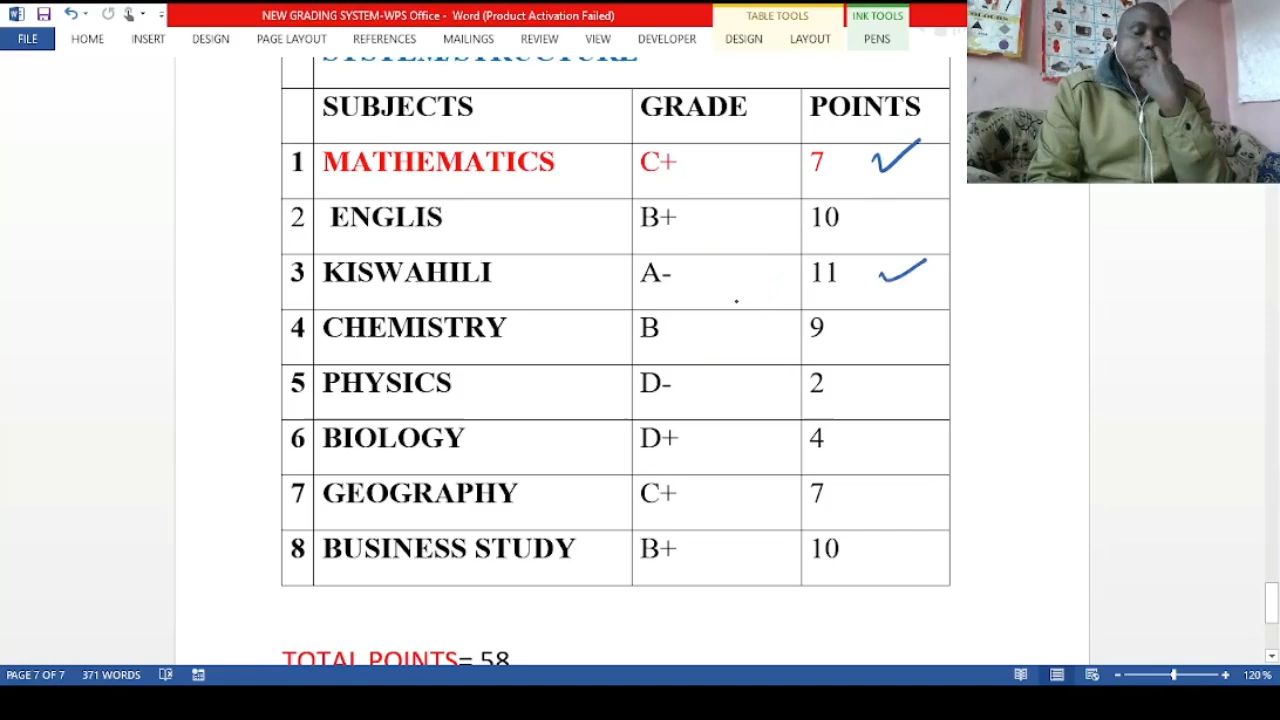 NEW GRADING SYSTEM-WPS Office - Word (Product Activation Failed)
TABLE TOOLS
INK TOOLS
FILE HOME INSERT DESIGN PAGE LAYOUT REFERENCES MAILINGS REVIEW VIEW DEVELOPER DESIGN LAYOUT PENS
SYSTEM/STRUCTURE
SUBJECTS GRADE POINTS
1 MATHEMATICS C+ 7
2 ENGLIS B+ 10
3 KISWAHILI A- 11
4 CHEMISTRY B 9
5 PHYSICS D- 2
6 BIOLOGY D+ 4
7 GEOGRAPHY C+ 7
8 BUSINESS STUDY B+ 10
TOTAL POINTS= 58
PAGE 7 OF 7 371 WORDS 120%